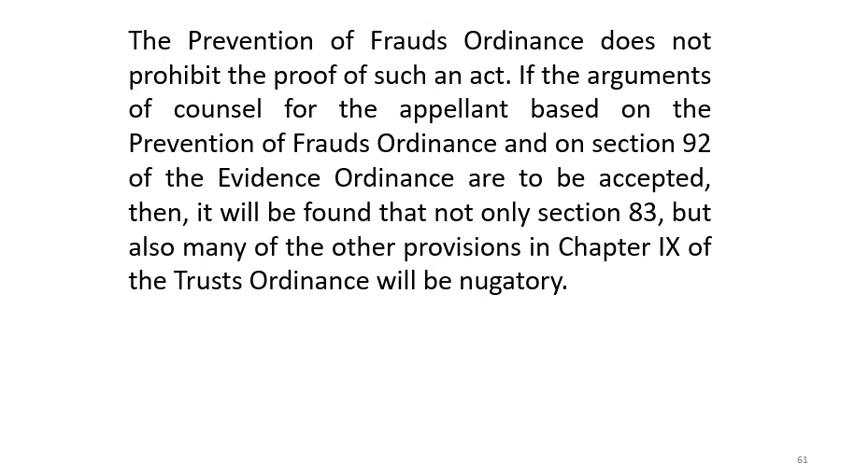 The Prevention of Frauds Ordinance does not
prohibit the proof of such an act. If the arguments
of counsel for the appellant based on the
Prevention of Frauds Ordinance and on section 92
of the Evidence Ordinance are to be accepted,
then, it will be found that not only section 83, but
also many of the other provisions in Chapter IX of
the Trusts Ordinance will be nugatory.
61